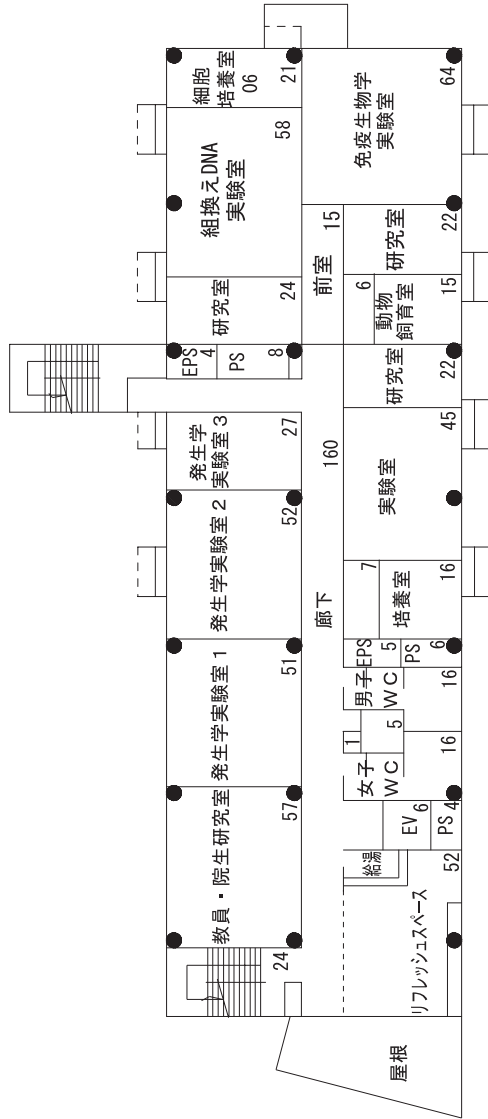 細胞
培養室
06
21
組換えDNA
実験室
58
研究室
24
EPS
4
PS
8
発生学
実験室３
27
発生学実験室２
52
発生学実験室１
51
教員・院生研究室
57
24
前室
15
廊下
160
免疫生物学
実験室
64
研究室
22
6
動物
飼育室
15
研究室
22
実験室
45
7
培養室
16
EPS
5
PS
6
男子
ＷＣ
16
1
5
女子
ＷＣ
16
EV
6
PS
4
給湯
リフレッシュスペース
52
屋根